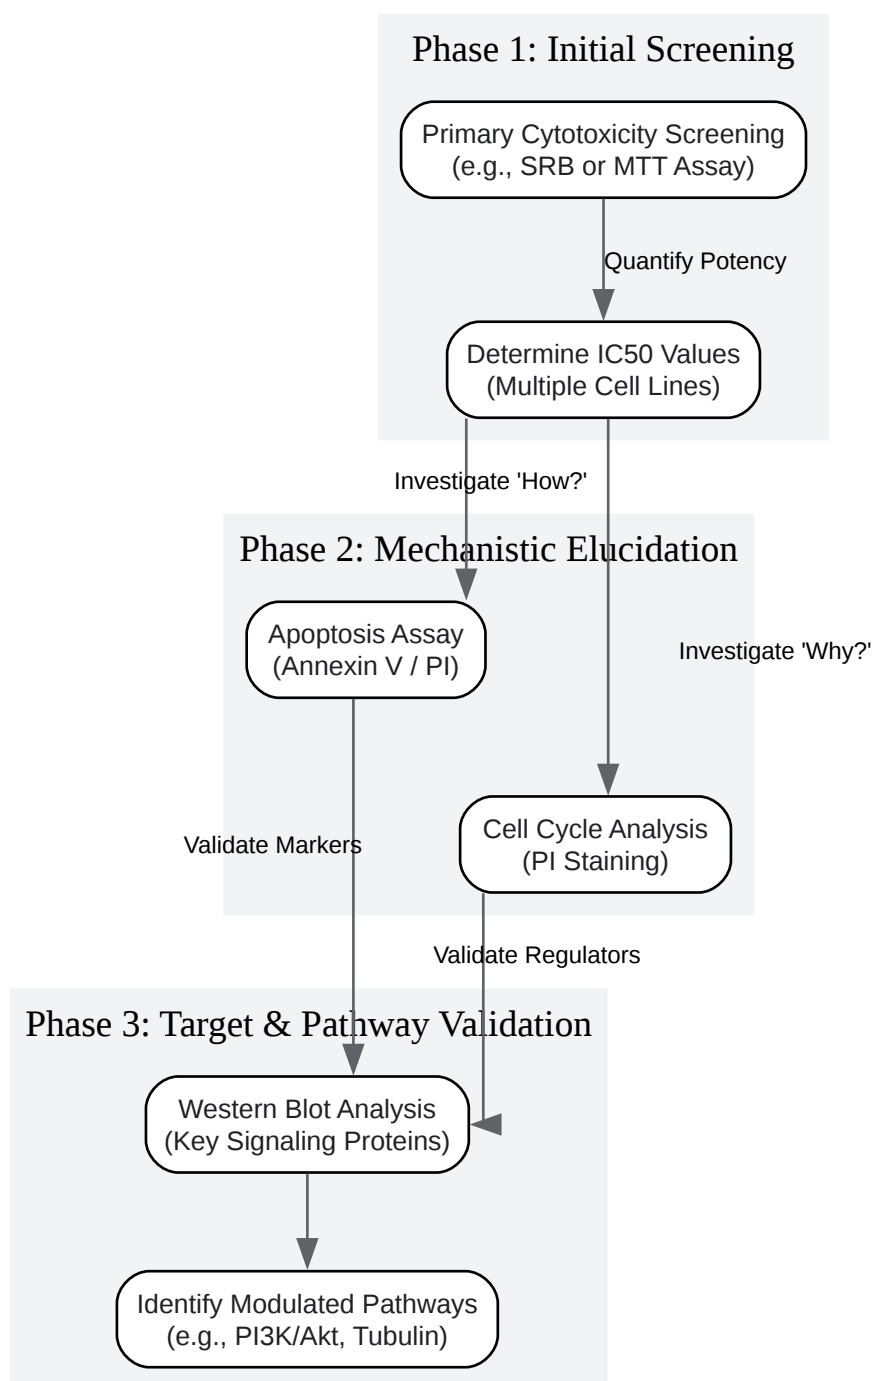 Phase 1: Initial Screening
Primary Cytotoxicity Screening
(e.g., SRB or MTT Assay)
Quantify Potency
Determine IC50 Values
(Multiple Cell Lines)
Investigate 'How?'
Phase 2: Mechanistic Elucidation
Apoptosis Assay
(Annexin V / PI)
Investigate 'Why?'
Cell Cycle Analysis
(PI Staining)
Validate Markers
Validate Regulators
Phase 3: Target & Pathway Validation
Western Blot Analysis
(Key Signaling Proteins)
Identify Modulated Pathways
(e.g., PI3K/Akt, Tubulin)